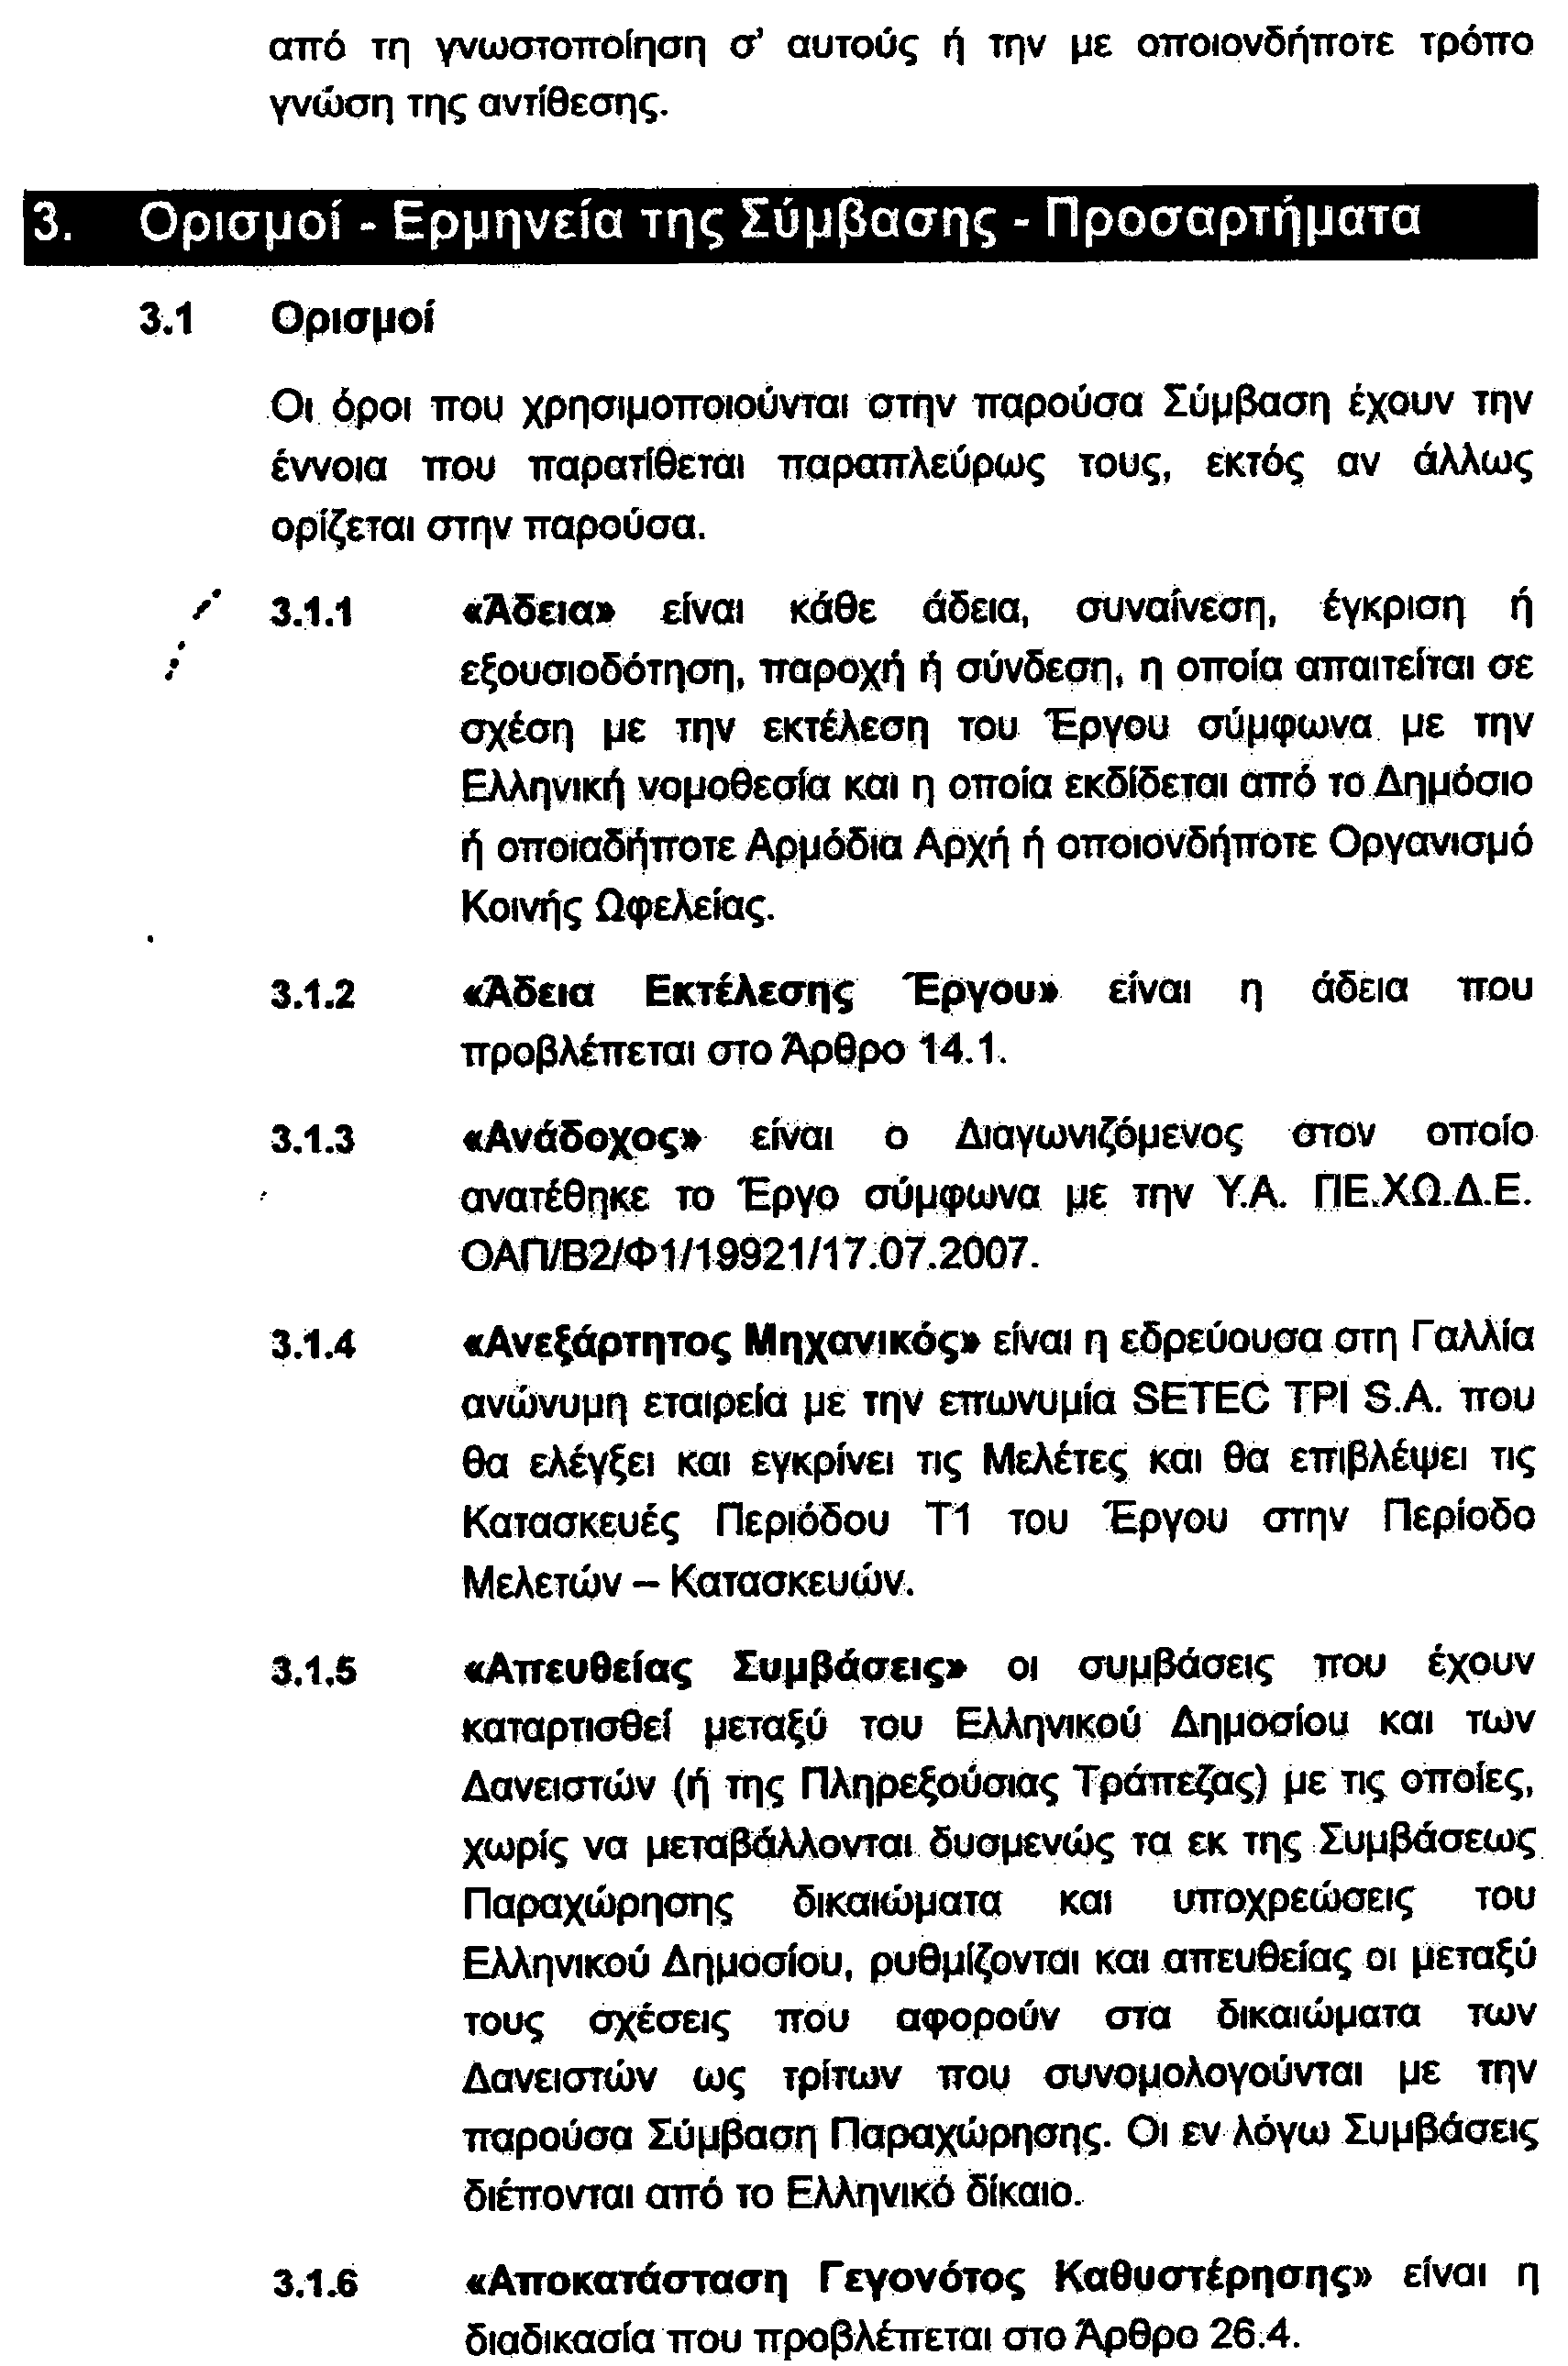 από τη γνωστοποίηση σ’ αυτούς ή την με οποιονδήποτε τρόπο
γνώση της αντίθεσης.
3. Ορισμοί - Ερμηνεία της Σύμβασης - Προσαρτήματα
3.1 Ορισμοί
Οι όροι που χρησιμοποιούνται στην παρούσα Σύμβαση έχουν την
έννοια που παρατίθεται παραπλεύρως τους, εκτός αν άλλως
ορίζεται στην παρούσα.
3.1.1 «Άδεια» είναι κάθε άδεια, συναίνεση, έγκριση ή
εξουσιοδότηση, παροχή ή σύνδεση, η οποία απαιτείται σε
σχέση με την εκτέλεση του Έργου σύμφωνα με την
Ελληνική νομοθεσία και η οποία εκδίδεται από το Δημόσιο
ή οποιαδήποτε Αρμόδια Αρχή ή οποιονδήποτε Οργανισμό
Κοινής Ωφελείας.
3.1.2 «Άδεια Εκτέλεσης Έργου» είναι η άδεια που
προβλέπεται στο Άρθρο 14.1.
3.1.3 «Ανάδοχος» είναι ο Διαγωνιζόμενος στον οποίο
ανατέθηκε το Έργο σύμφωνα με την Υ.Α. ΠΕ.ΧΩ.Δ.Ε.
ΟΑΠ/Β2/Φ1/19921/17.07.2007.
3.1.4 «Ανεξάρτητος Μηχανικός» είναι η εδρεύουσα στη Γαλλία
ανώνυμη εταιρεία με την επωνυμία SETEC TPI S.A. που
θα ελέγξει και εγκρίνει τις Μελέτες και θα επιβλέψει τις
Κατασκευές Περιόδου Τ1 του Έργου στην Περίοδο
Μελετών – Κατασκευών.
3.1.5 «Απευθείας Συμβάσεις» οι συμβάσεις που έχουν
καταρτισθεί μεταξύ του Ελληνικού Δημοσίου και των
Δανειστών (ή της Πληρεξούσιας Τράπεζας) με τις οποίες,
χωρίς να μεταβάλλονται δυσμενώς τα εκ της Συμβάσεως
Παραχώρησης δικαιώματα και υποχρεώσεις του
Ελληνικού Δημοσίου, ρυθμίζονται και απευθείας οι μεταξύ
τους σχέσεις που αφορούν στα δικαιώματα των
Δανειστών ως τρίτων που συνομολογούνται με την
παρούσα Σύμβαση Παραχώρησης. Οι εν λόγω Συμβάσεις
διέπονται από το Ελληνικό δίκαιο.
3.1.6 «Αποκατάσταση Γεγονότος Καθυστέρησης» είναι η
διαδικασία που προβλέπεται στο Άρθρο 26.4.